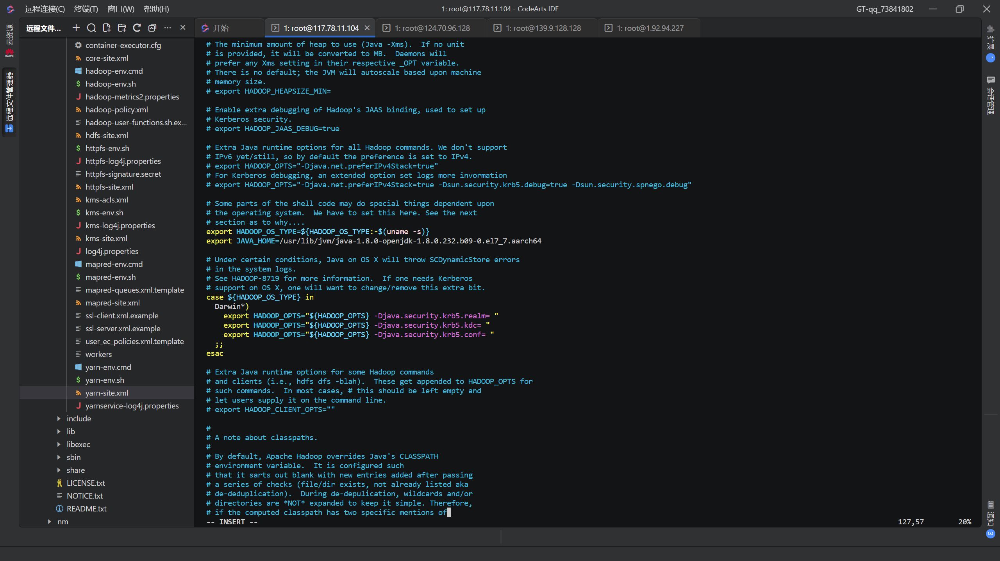 远程连接(C) 终端(T) 窗口(W) 帮助(H)
1: root@117.78.11.104 - CodeArts IDE
GT-qq_73841802
云资源
HUAWEI
远程文件管理器
远程文件...
container-executor.cfg
core-site.xml
hadoop-env.cmd
hadoop-env.sh
hadoop-metrics2.properties
hadoop-policy.xml
hadoop-user-functions.sh.ex...
hdfs-site.xml
httpfs-env.sh
httpfs-log4j.properties
httpfs-signature.secret
httpfs-site.xml
kms-acls.xml
kms-env.sh
kms-log4j.properties
kms-site.xml
log4j.properties
mapred-env.cmd
mapred-env.sh
mapred-queues.xml.template
mapred-site.xml
ssl-client.xml.example
ssl-server.xml.example
user_ec_policies.xml.template
workers
yarn-env.cmd
yarn-env.sh
yarn-site.xml
yarnservice-log4j.properties
include
lib
libexec
sbin
share
LICENSE.txt
NOTICE.txt
README.txt
nm
开始
1: root@117.78.11.104
1: root@124.70.96.128
1: root@139.9.128.128
1: root@1.92.94.227
# The minimum amount of heap to use (Java -Xms).  If no unit
# is provided, it will be converted to MB.  Daemons will
# prefer any Xms setting in their respective _OPT variable.
# There is no default; the JVM will autoscale based upon machine
# memory size.
# export HADOOP_HEAPSIZE_MIN=
# Enable extra debugging of Hadoop's JAAS binding, used to set up
# Kerberos security.
# export HADOOP_JAAS_DEBUG=true
# Extra Java runtime options for all Hadoop commands. We don't support
# IPv6 yet/still, so by default the preference is set to IPv4.
# export HADOOP_OPTS="-Djava.net.preferIPv4Stack=true"
# For Kerberos debugging, an extended option set logs more invormation
# export HADOOP_OPTS="-Djava.net.preferIPv4Stack=true -Dsun.security.krb5.debug=true -Dsun.security.spnego.debug"
# Some parts of the shell code may do special things dependent upon
# the operating system.  We have to set this here. See the next
# section as to why....
export HADOOP_OS_TYPE=${HADOOP_OS_TYPE:-$(uname -s)}
export JAVA_HOME=/usr/lib/jvm/java-1.8.0-openjdk-1.8.0.232.b09-0.el7_7.aarch64
# Under certain conditions, Java on OS X will throw SCDynamicStore errors
# in the system logs.
# See HADOOP-8719 for more information.  If one needs Kerberos
# support on OS X, one will want to change/remove this extra bit.
case ${HADOOP_OS_TYPE} in
  Darwin*)
    export HADOOP_OPTS="${HADOOP_OPTS} -Djava.security.krb5.realm= "
    export HADOOP_OPTS="${HADOOP_OPTS} -Djava.security.krb5.kdc= "
    export HADOOP_OPTS="${HADOOP_OPTS} -Djava.security.krb5.conf= "
  ;;
esac
# Extra Java runtime options for some Hadoop commands
# and clients (i.e., hdfs dfs -blah).  These get appended to HADOOP_OPTS for
# such commands.  In most cases, # this should be left empty and
# let users supply it on the command line.
# export HADOOP_CLIENT_OPTS=""
#
# A note about classpaths.
#
# By default, Apache Hadoop overrides Java's CLASSPATH
# environment variable.  It is configured such
# that it sarts out blank with new entries added after passing
# a series of checks (file/dir exists, not already listed aka
# de-deduplication).  During de-depulication, wildcards and/or
# directories are *NOT* expanded to keep it simple. Therefore,
# if the computed classpath has two specific mentions of
-- INSERT --
127,57
20%
扩展
1
会话管理
通知
3